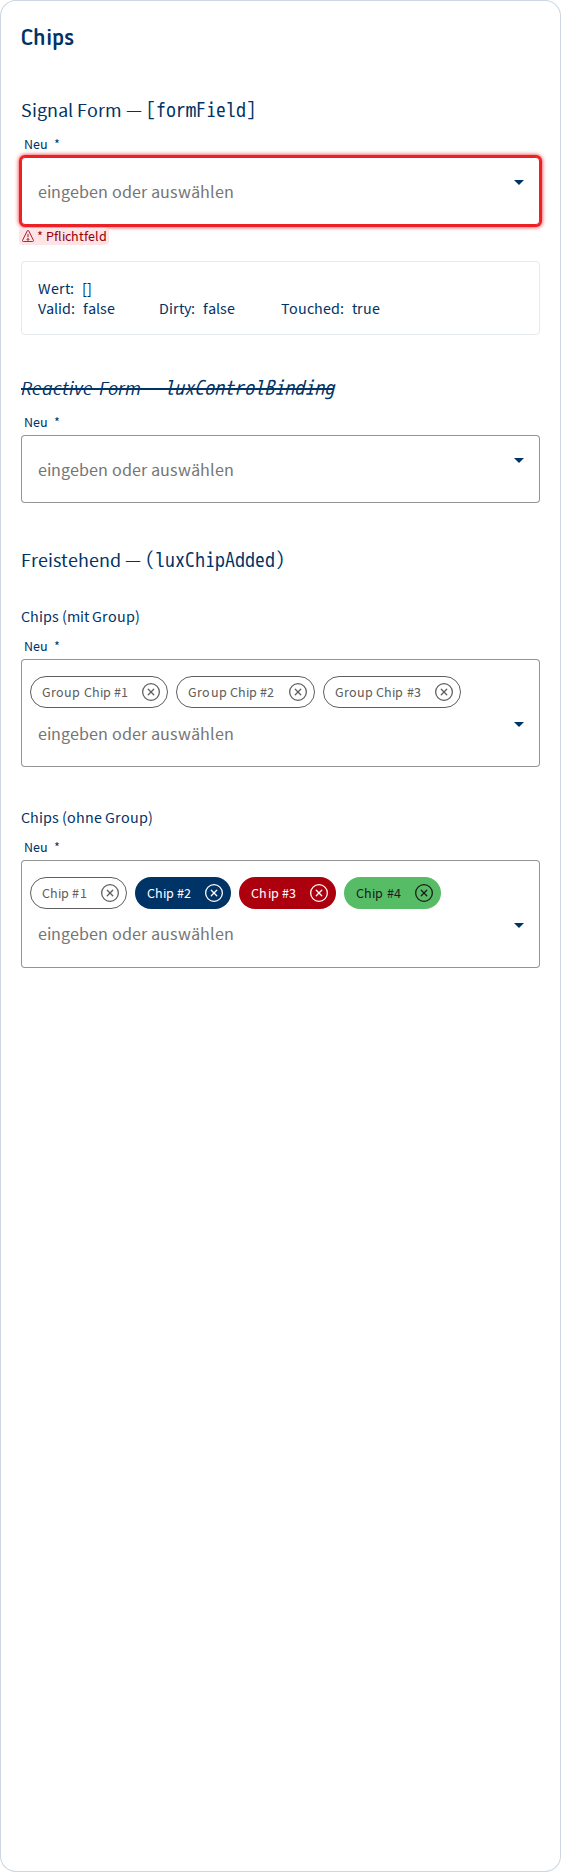 Chips
Signal Form — [formField]
Neu *
eingeben oder auswählen
* Pflichtfeld
Wert: []
Valid: false Dirty: false Touched: true
Reactive Form — luxControlBinding
Neu *
eingeben oder auswählen
Freistehend — (luxChipAdded)
Chips (mit Group)
Neu *
Group Chip #1 Group Chip #2 Group Chip #3
eingeben oder auswählen
Chips (ohne Group)
Neu *
Chip #1 Chip #2 Chip #3 Chip #4
eingeben oder auswählen